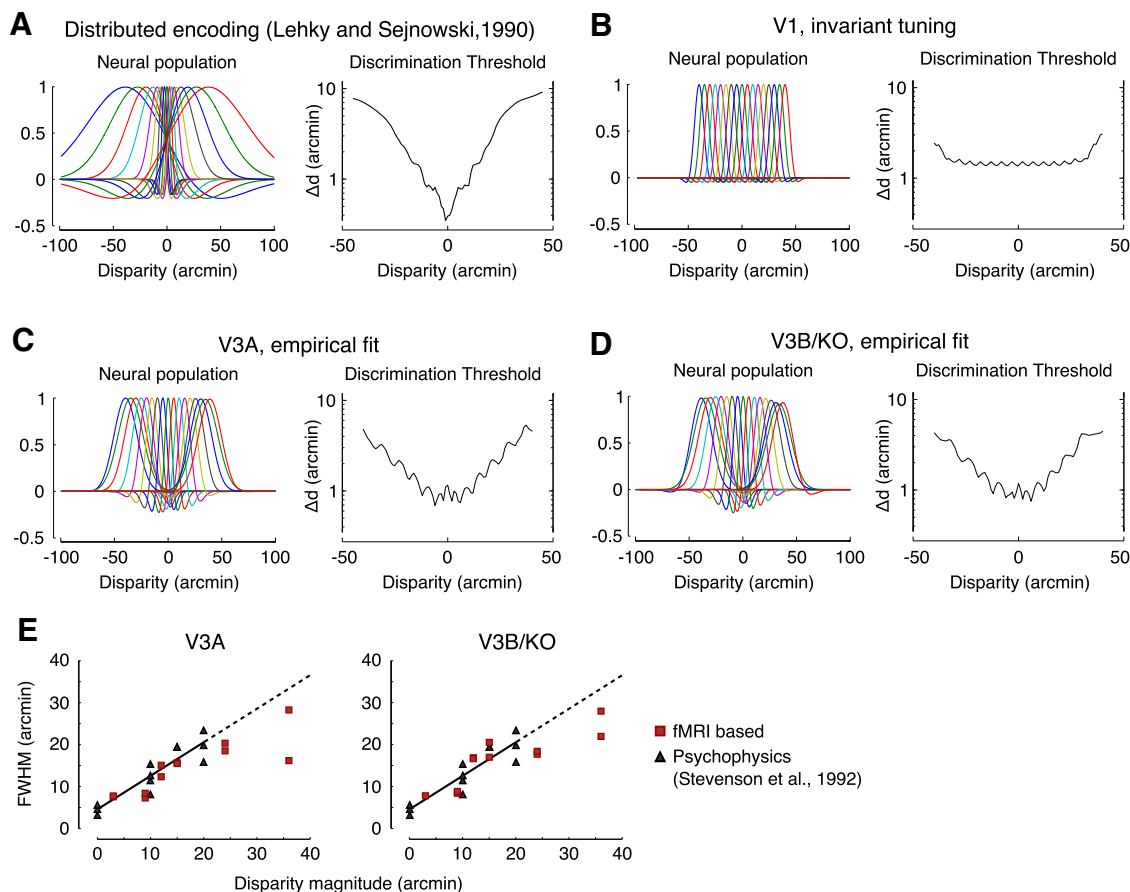 A
Distributed encoding (Lehky and Sejnowski,1990)
Neural population
Discrimination Threshold
1
0.5
0
-0.5
-100
-50
0
50
100
Disparity (arcmin)
Δd (arcmin)
10
1
-50
0
50
Disparity (arcmin)
B
V1, invariant tuning
Neural population
Discrimination Threshold
1
0.5
0
-0.5
-100
-50
0
50
100
Disparity (arcmin)
Δd (arcmin)
10
1
-50
0
50
Disparity (arcmin)
C
V3A, empirical fit
Neural population
Discrimination Threshold
1
0.5
0
-0.5
-100
-50
0
50
100
Disparity (arcmin)
Δd (arcmin)
10
1
-50
0
50
Disparity (arcmin)
D
V3B/KO, empirical fit
Neural population
Discrimination Threshold
1
0.5
0
-0.5
-100
-50
0
50
100
Disparity (arcmin)
Δd (arcmin)
10
1
-50
0
50
Disparity (arcmin)
E
V3A
V3B/KO
FWHM (arcmin)
40
30
20
10
0
0
10
20
30
40
40
30
20
10
0
0
10
20
30
40
Disparity magnitude (arcmin)
fMRI based
Psychophysics
(Stevenson et al., 1992)